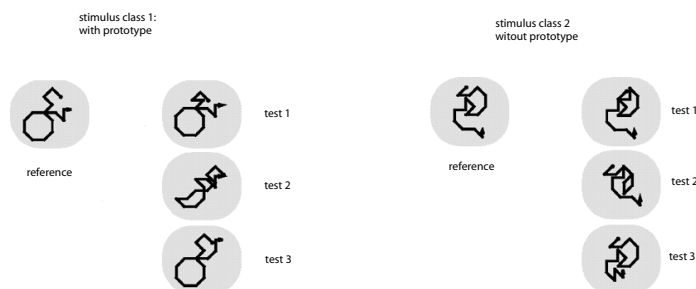 stimulus class 1:
with prototype
reference
test 1
test 2
test 3
stimulus class 2
witout prototype
reference
test 1
test 2
test 3